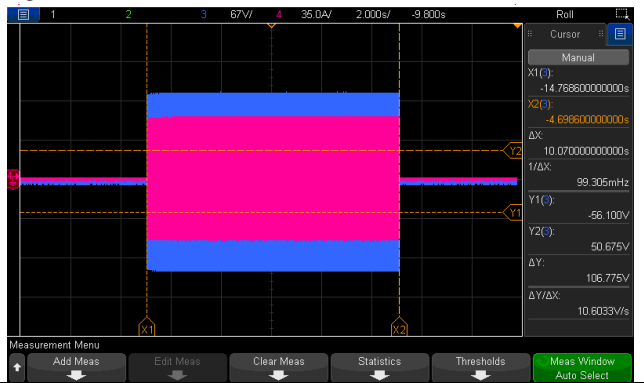 1 2 3 67V/ 4 35.0A/ 2.000s/ -9.800s Roll
Cursor
Manual
X1(3):
-14.768600000000s
X2(3):
-4.698600000000s
ΔX:
10.070000000000s
1/ΔX:
99.305mHz
Y1(3):
-56.100V
Y2(3):
50.675V
ΔY:
106.775V
ΔY/ΔX:
10.6033V/s
Y2
Y1
X1 X2
Measurement Menu
Add Meas Edit Meas Clear Meas Statistics Thresholds Meas Window
Auto Select